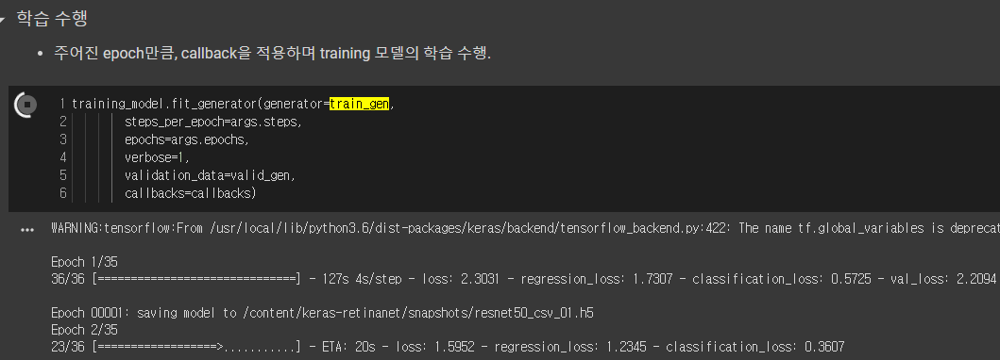 학습 수행
주어진 epoch만큼, callback을 적용하며 training 모델의 학습 수행.
1 training_model.fit_generator(generator=train_gen,
2 steps_per_epoch=args.steps,
3 epochs=args.epochs,
4 verbose=1,
5 validation_data=valid_gen,
6 callbacks=callbacks)
WARNING:tensorflow:From /usr/local/lib/python3.6/dist-packages/keras/backend/tensorflow_backend.py:422: The name tf.global_variables is deprecat
Epoch 1/35
36/36 [==============================] - 127s 4s/step - loss: 2.3031 - regression_loss: 1.7307 - classification_loss: 0.5725 - val_loss: 2.2094
Epoch 00001: saving model to /content/keras-retinanet/snapshots/resnet50_csv_01.h5
Epoch 2/35
23/36 [==================>...........] - ETA: 20s - loss: 1.5952 - regression_loss: 1.2345 - classification_loss: 0.3607